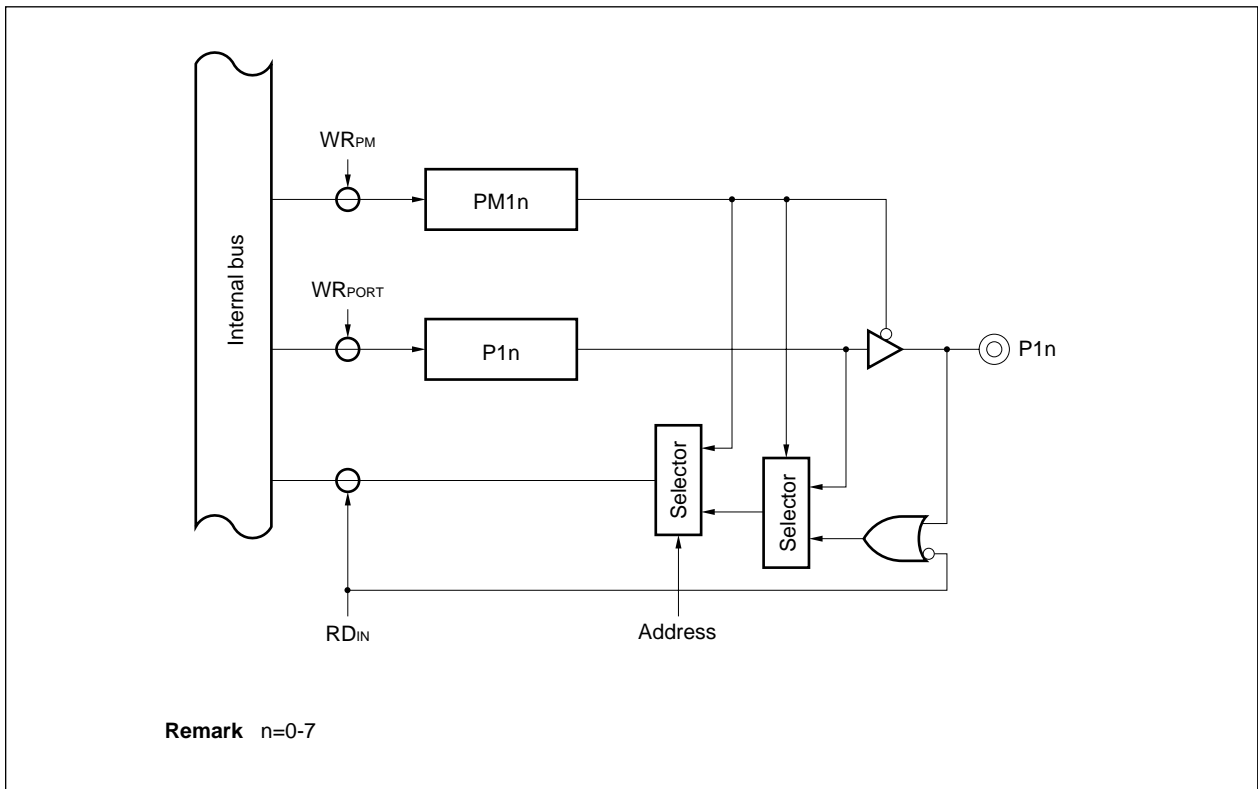 Internal bus
WRPM
PM1n
WRPORT
P1n
P1n
Selector
Selector
RDIN
Address
Remark n=0-7